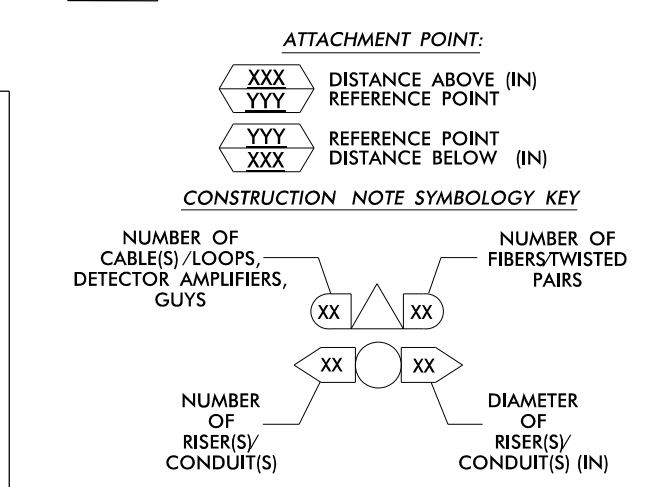 ATTACHMENT POINT:
XXX DISTANCE ABOVE (IN)
YYY REFERENCE POINT
YYY REFERENCE POINT
XXX DISTANCE BELOW (IN)
CONSTRUCTION NOTE SYMBOLOGY KEY
NUMBER OF
CABLE(S)/LOOPS,
DETECTOR AMPLIFIERS,
GUYS
NUMBER OF
FIBERS/TWISTED
PAIRS
XX XX
XX XX
NUMBER
OF
RISER(S)/
CONDUIT(S)
DIAMETER
OF
RISER(S)/
CONDUIT(S) (IN)